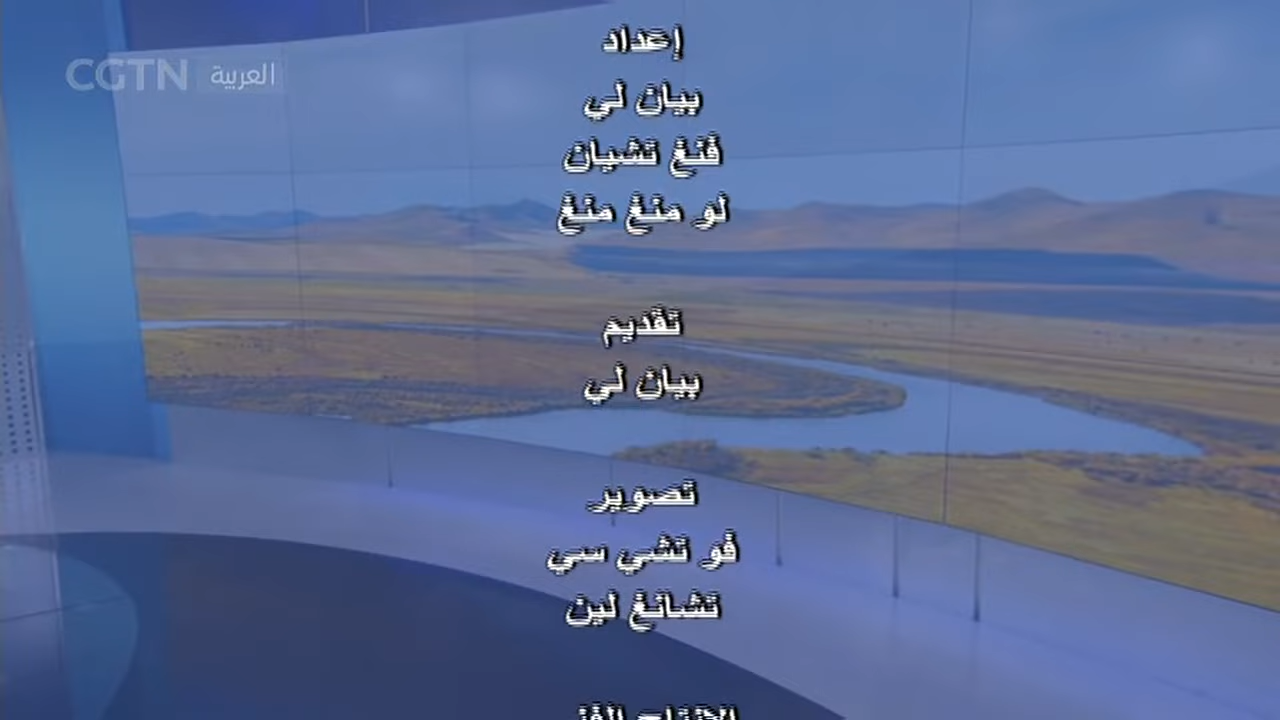 CGTN العربية
إعداد
بيان لي
فنغ تشيان
لو منغ منغ
تقديم
بيان لي
تصوير
فو تشي سي
تشانغ لين